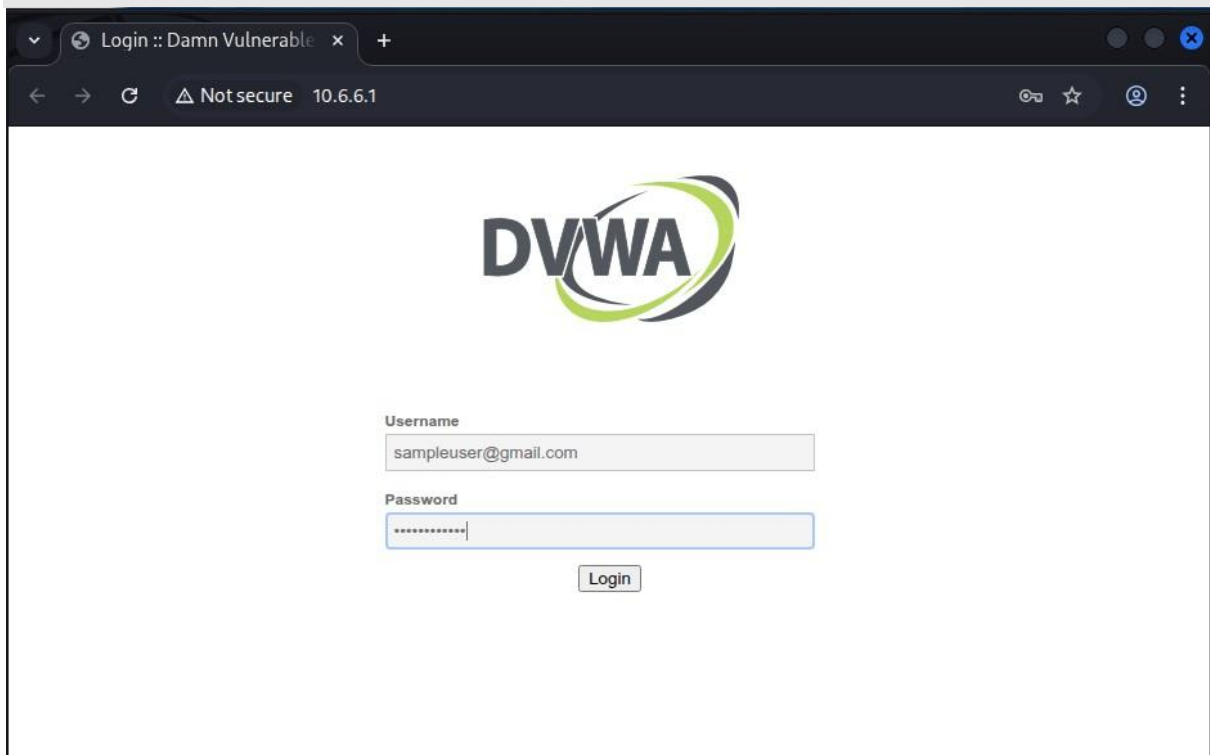 Login :: Damn Vulnerable
Not secure 10.6.6.1
DVWA
Username
sampleuser@gmail.com
Password
••••••••••••
Login